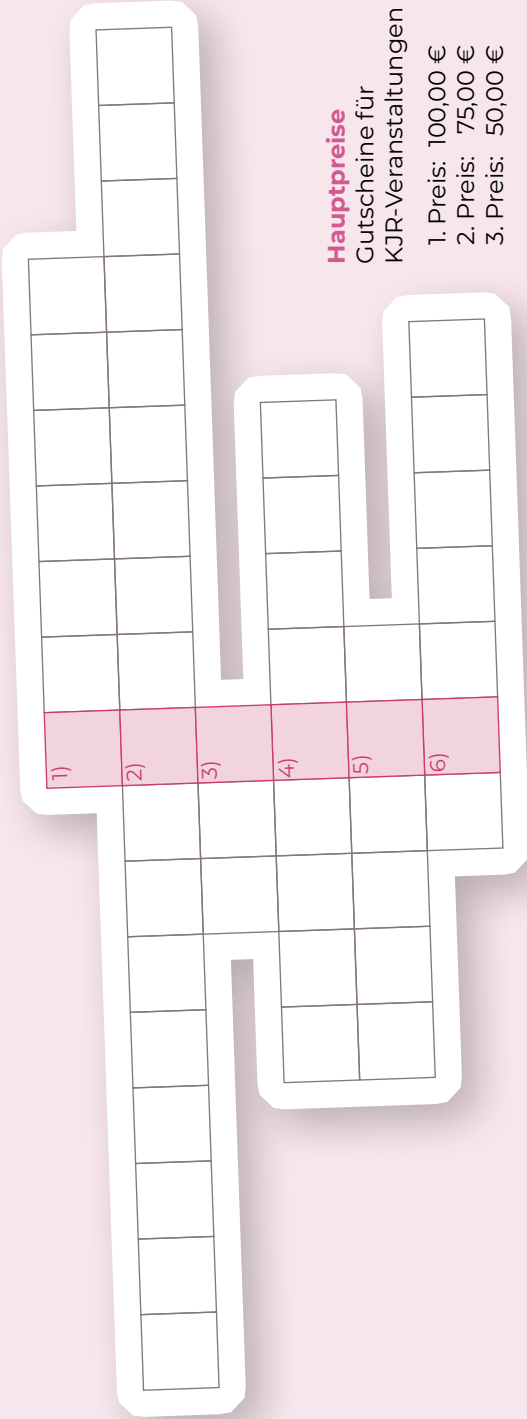 1)
2)
3)
4)
5)
6)
Hauptpreise
Gutscheine für
KJR-Veranstaltungen
1. Preis: 100,00 €
2. Preis: 75,00 €
3. Preis: 50,00 €